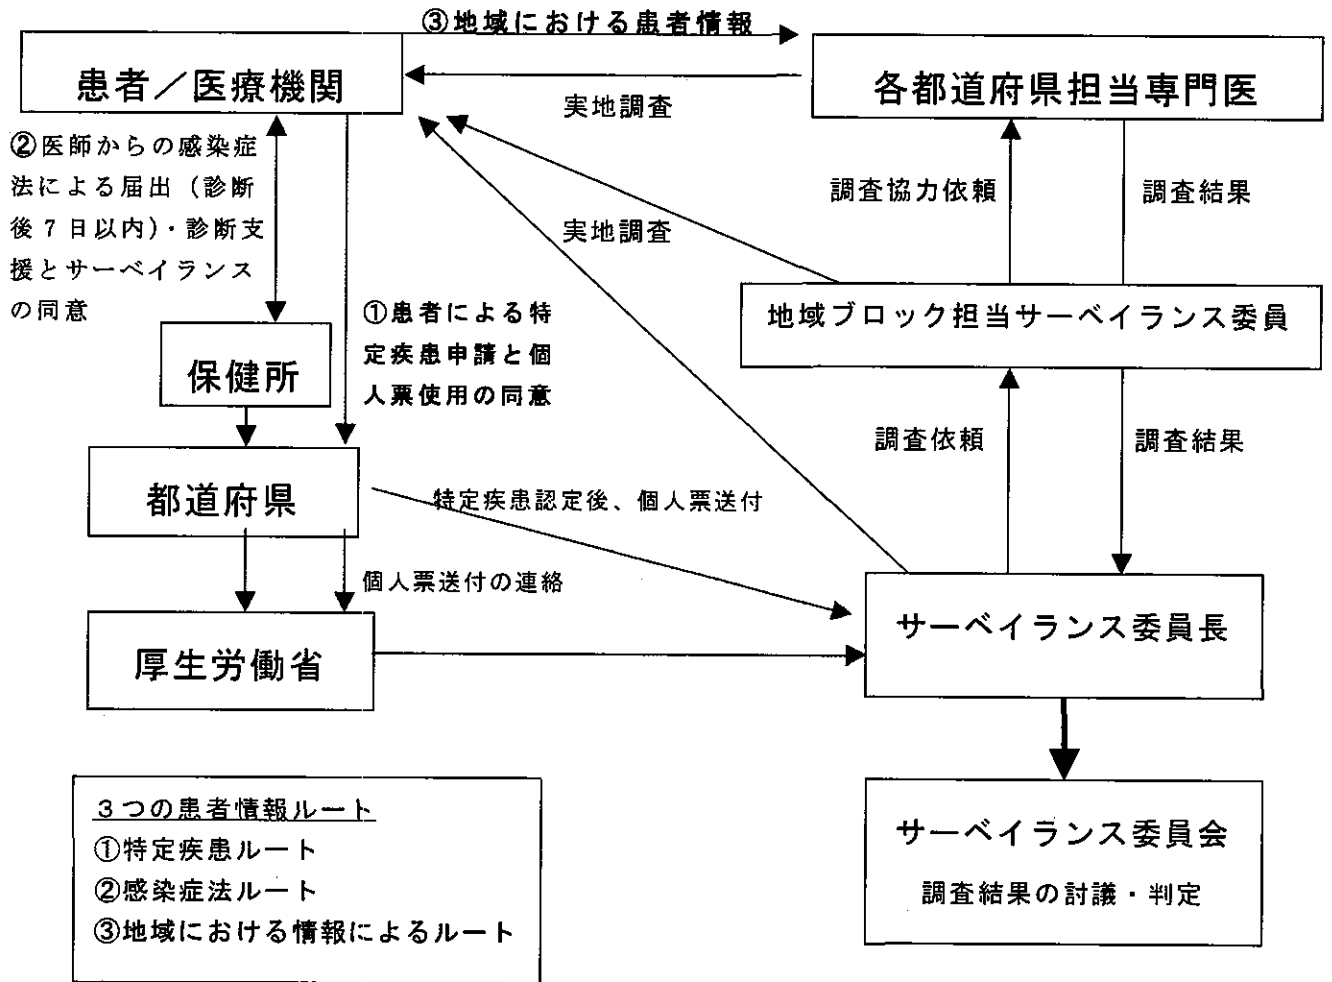 ③地域における患者情報
患者／医療機関
各都道府県担当専門医
実地調査
②医師からの感染症
法による届出（診断
後７日以内）・診断支
援とサーベイランス
の同意
調査協力依頼
調査結果
実地調査
①患者による特
定疾患申請と個
人票使用の同意
地域ブロック担当サーベイランス委員
保健所
調査依頼
調査結果
都道府県
特定疾患認定後、個人票送付
個人票送付の連絡
サーベイランス委員長
厚生労働省
３つの患者情報ルート
①特定疾患ルート
②感染症法ルート
③地域における情報によるルート
サーベイランス委員会
調査結果の討議・判定